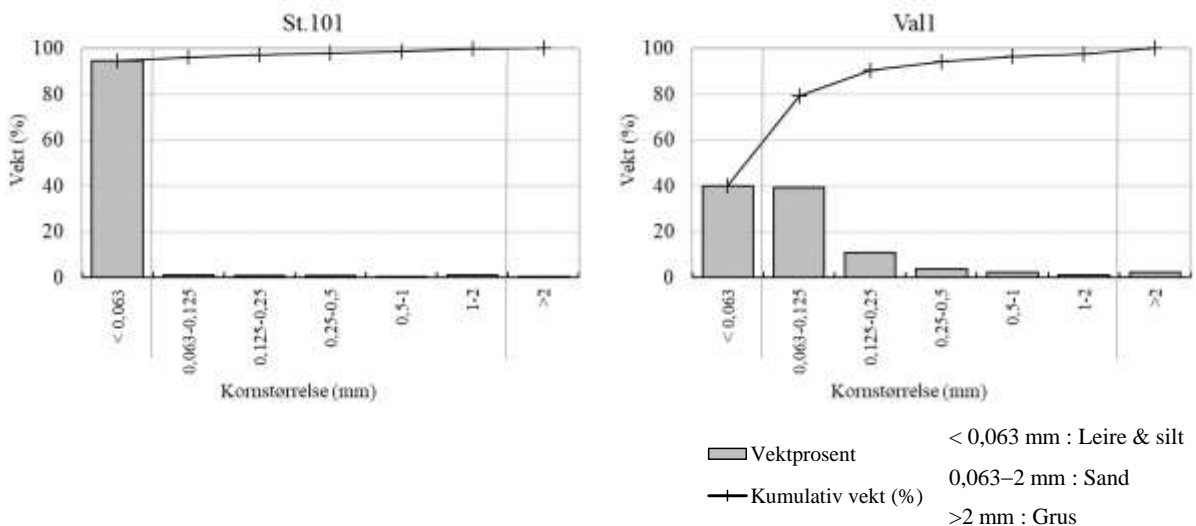 St.101
Vekt (%)
100
80
60
40
20
0
< 0,063
0,063-0,125
0,125-0,25
0,25-0,5
0,5-1
1-2
>2
Kornstørrelse (mm)
Val1
Vekt (%)
100
80
60
40
20
0
< 0,063
0,063-0,125
0,125-0,25
0,25-0,5
0,5-1
1-2
>2
Kornstørrelse (mm)
Vektprosent
Kumulativ vekt (%)
< 0,063 mm : Leire & silt
0,063–2 mm : Sand
>2 mm : Grus